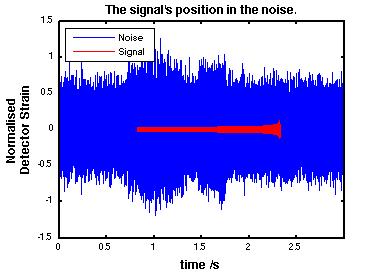 The signal's position in the noise.
1.5
1
0.5
0
-0.5
-1
-1.5
Normalised
Detector Strain
Noise
Signal
0 0.5 1 1.5 2 2.5
time /s